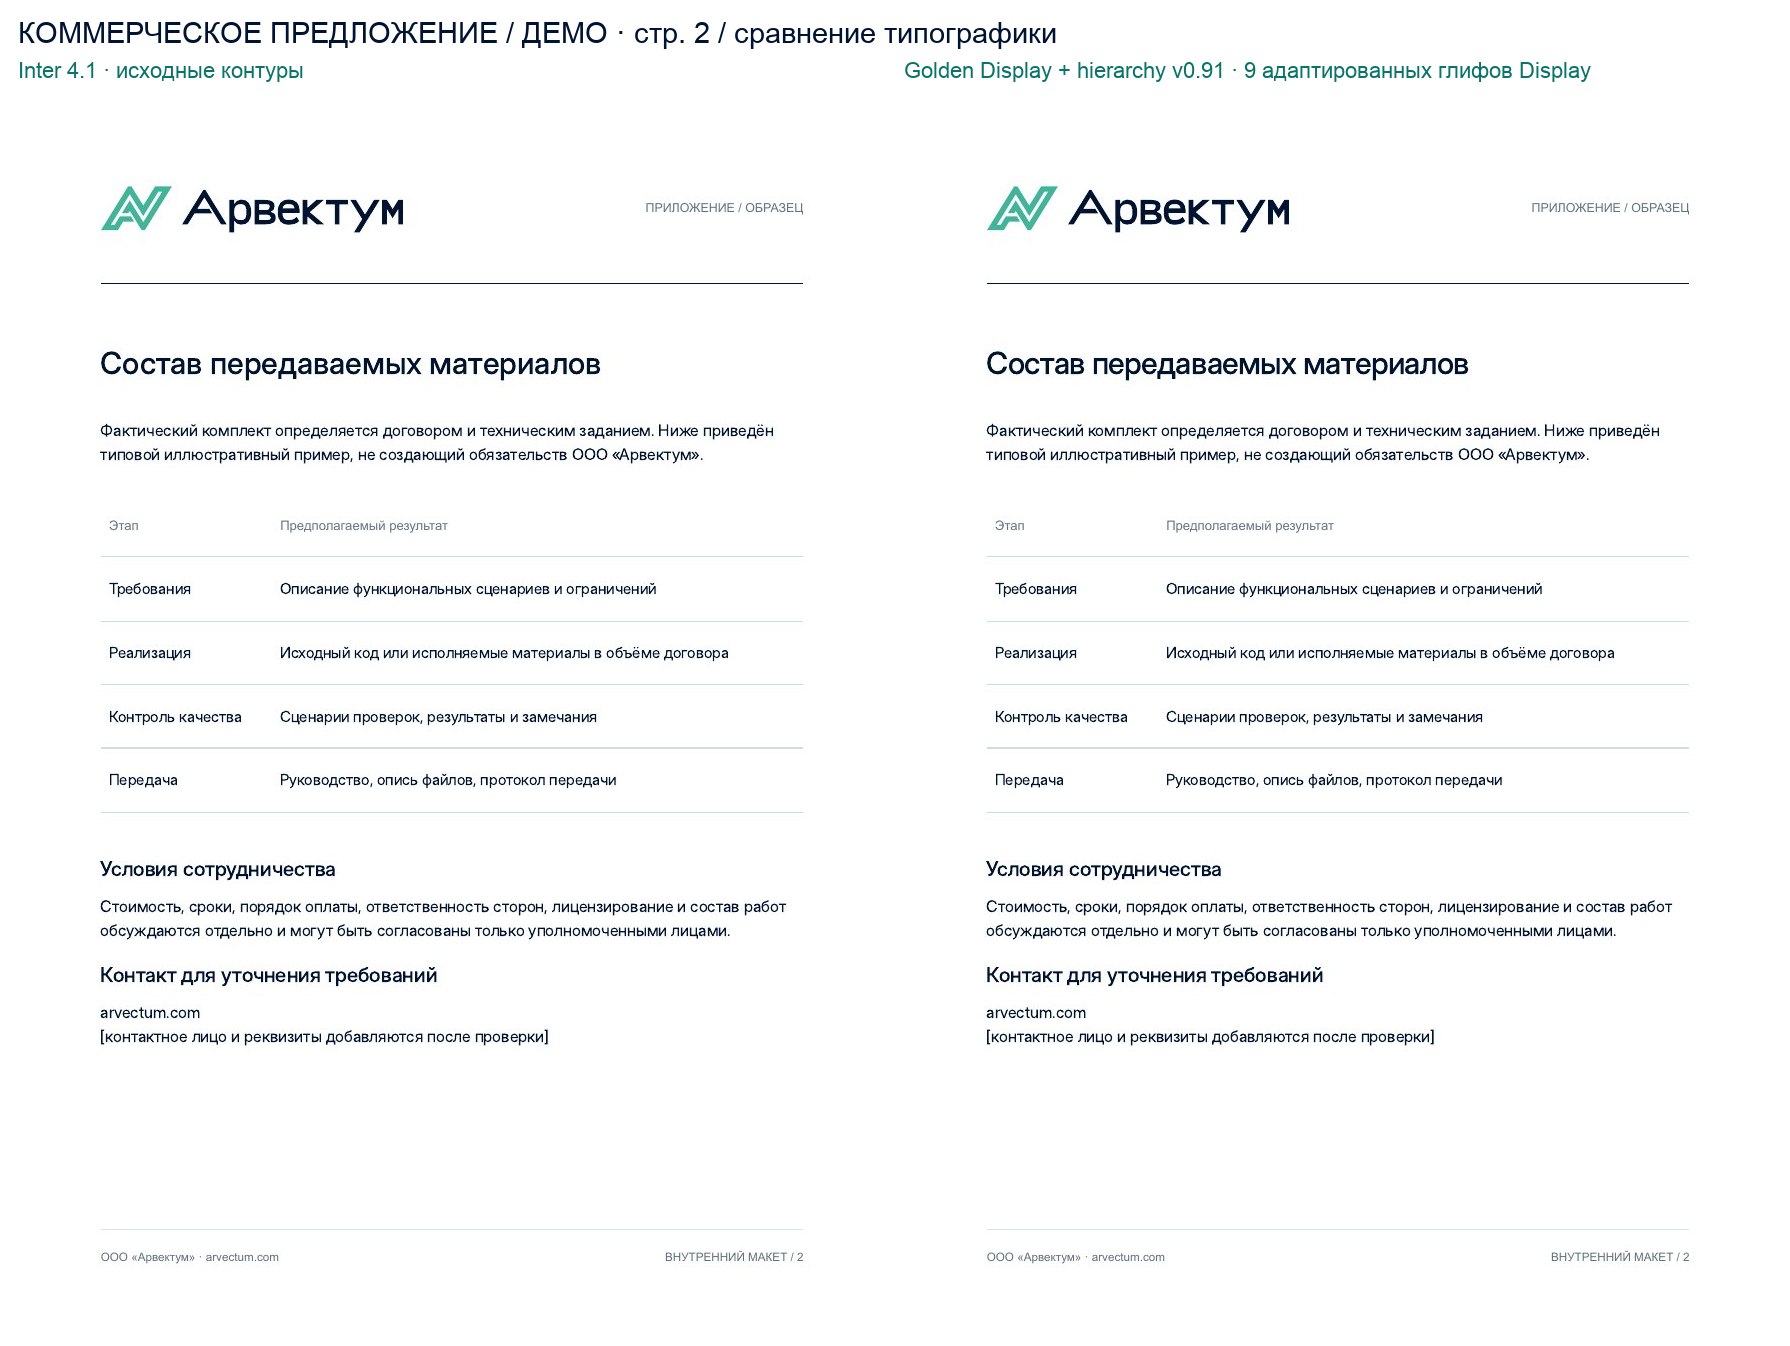 КОММЕРЧЕСКОЕ ПРЕДЛОЖЕНИЕ / ДЕМО · стр. 2 / сравнение типографики
Inter 4.1 · исходные контуры
Golden Display + hierarchy v0.91 · 9 адаптированных глифов Display
Арвектум
ПРИЛОЖЕНИЕ / ОБРАЗЕЦ
Состав передаваемых материалов
Фактический комплект определяется договором и техническим заданием. Ниже приведён
типовой иллюстративный пример, не создающий обязательств ООО «Арвектум».
Этап Предполагаемый результат
Требования Описание функциональных сценариев и ограничений
Реализация Исходный код или исполняемые материалы в объёме договора
Контроль качества Сценарии проверок, результаты и замечания
Передача Руководство, опись файлов, протокол передачи
Условия сотрудничества
Стоимость, сроки, порядок оплаты, ответственность сторон, лицензирование и состав работ
обсуждаются отдельно и могут быть согласованы только уполномоченными лицами.
Контакт для уточнения требований
arvectum.com
[контактное лицо и реквизиты добавляются после проверки]
ООО «Арвектум» · arvectum.com
ВНУТРЕННИЙ МАКЕТ / 2
Арвектум
ПРИЛОЖЕНИЕ / ОБРАЗЕЦ
Состав передаваемых материалов
Фактический комплект определяется договором и техническим заданием. Ниже приведён
типовой иллюстративный пример, не создающий обязательств ООО «Арвектум».
Этап Предполагаемый результат
Требования Описание функциональных сценариев и ограничений
Реализация Исходный код или исполняемые материалы в объёме договора
Контроль качества Сценарии проверок, результаты и замечания
Передача Руководство, опись файлов, протокол передачи
Условия сотрудничества
Стоимость, сроки, порядок оплаты, ответственность сторон, лицензирование и состав работ
обсуждаются отдельно и могут быть согласованы только уполномоченными лицами.
Контакт для уточнения требований
arvectum.com
[контактное лицо и реквизиты добавляются после проверки]
ООО «Арвектум» · arvectum.com
ВНУТРЕННИЙ МАКЕТ / 2